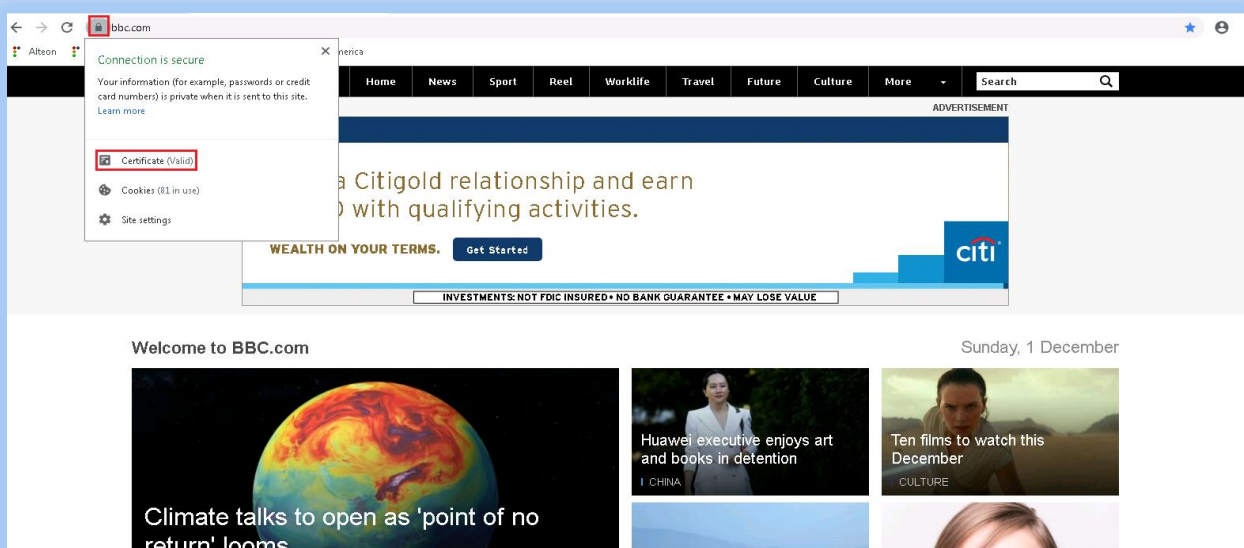 bbc.com
Alteon
merica
Connection is secure
Your information (for example, passwords or credit
card numbers) is private when it is sent to this site.
Learn more
Certificate (Valid)
Cookies (81 in use)
Site settings
Home News Sport Reel Worklife Travel Future Culture More Search
ADVERTISEMENT
a Citigold relationship and earn
with qualifying activities.
WEALTH ON YOUR TERMS. Get Started
citi
INVESTMENTS: NOT FDIC INSURED • NO BANK GUARANTEE • MAY LOSE VALUE
Welcome to BBC.com
Sunday, 1 December
Climate talks to open as 'point of no
return' looms
Huawei executive enjoys art
and books in detention
CHINA
Ten films to watch this
December
CULTURE